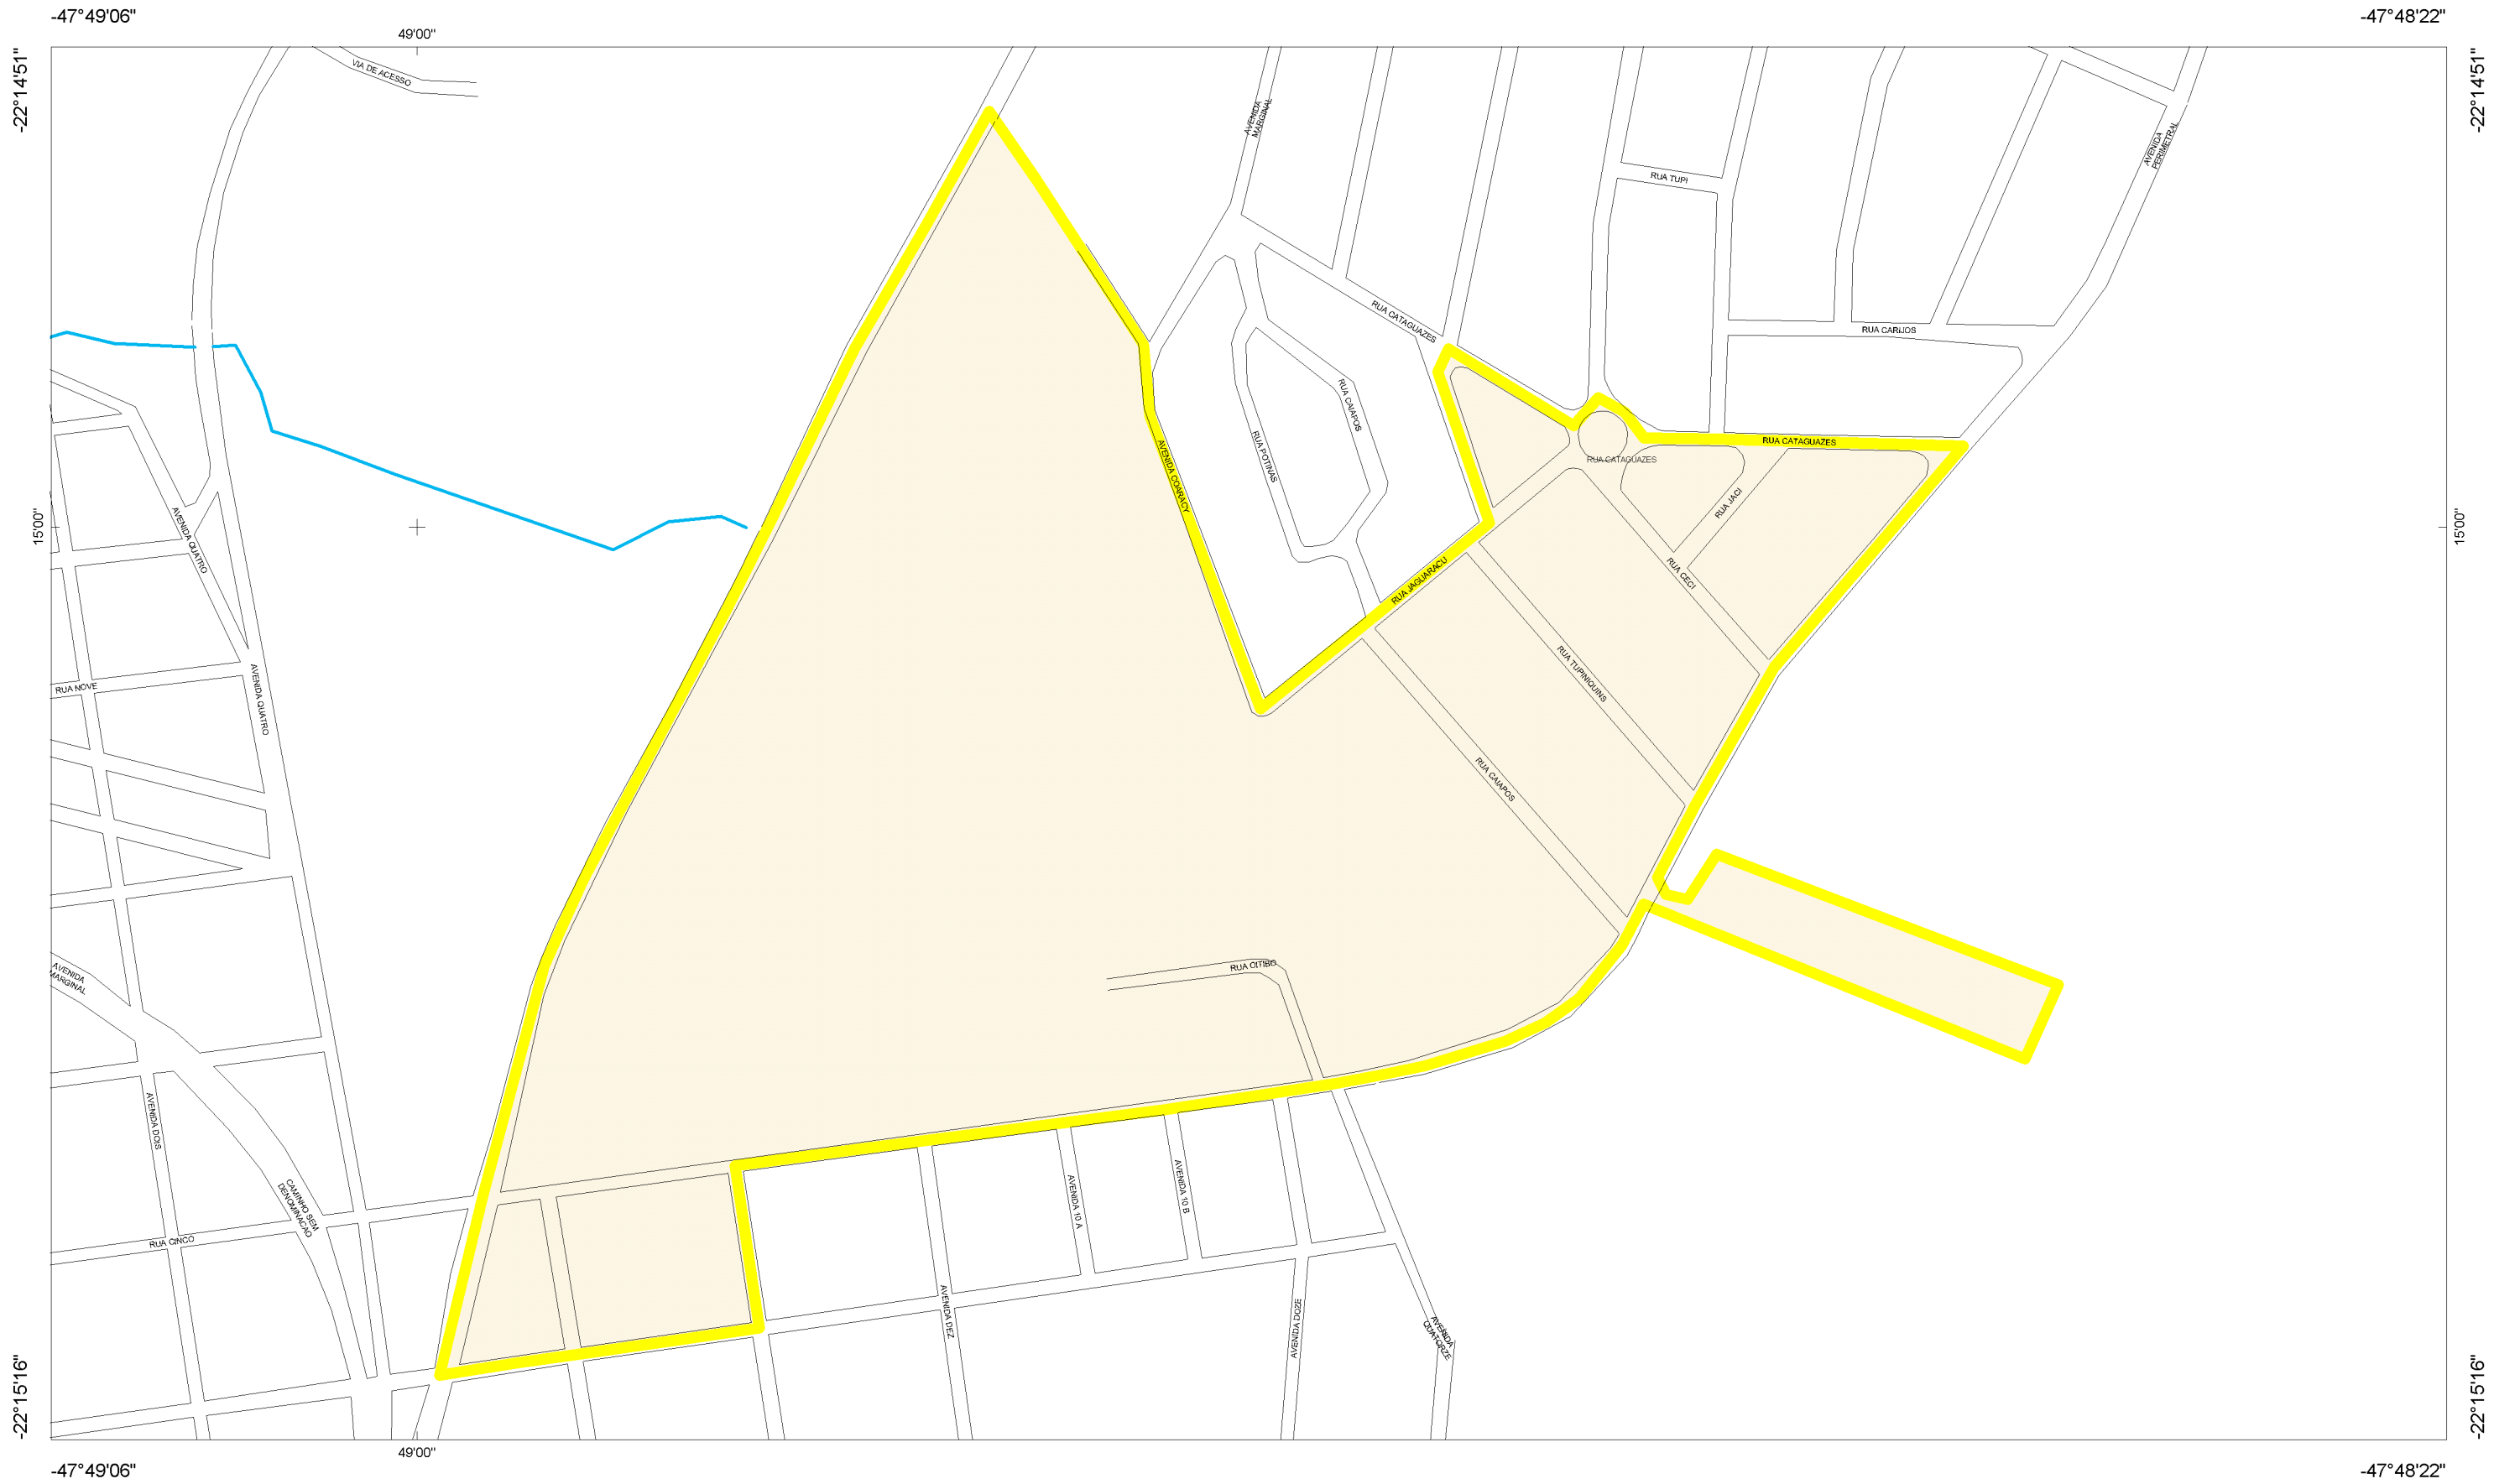 -47°49'06"
-47°48'22"
49'00"
-22°14'51"
-22°14'51"
VIA DE ACESSO
AVENIDA
MARGINAL
AVENIDA
PERIMETRAL
RUA TUPI
RUA CATAGUAZES
RUA CARIJOS
RUA CAIAPOS
RUA POTINAS
AVENIDA COARACY
RUA CATAGUAZES
RUA CATAGUAZES
RUA JACI
15'00"
15'00"
AVENIDA QUATRO
RUA JAGUARACU
RUA CECI
RUA NOVE
AVENIDA QUATRO
RUA TUPINIQUINS
RUA CAIAPOS
AVENIDA
MARGINAL
RUA OITIBO
AVENIDA DOIS
AVENIDA 10 A
AVENIDA 10 B
CAMINHO SEM
DENOMINACAO
RUA CINCO
AVENIDA DEZ
AVENIDA DOZE
AVENIDA
QUATORZE
-22°15'16"
-22°15'16"
49'00"
-47°49'06"
-47°48'22"